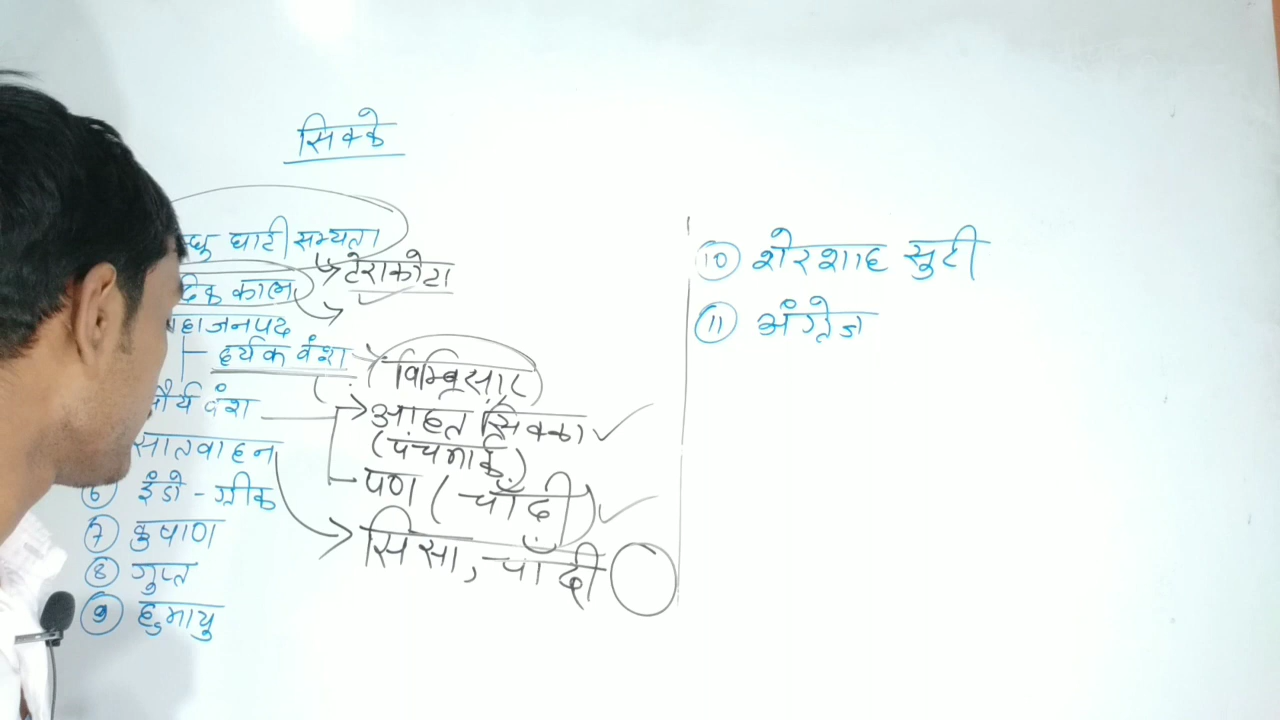 सिक्के
धु घाटी सभ्यता
टेराकोटा
दिक काल
हाजनपद
हर्यक वंश
विम्बिसार
मौर्य वंश
आहत सिक्का
(पंचमार्क)
पण (चाँदी)
सातवाहन
सिसा, चाँदी
6 इंडो - ग्रीक
7 कुषाण
8 गुप्त
9 हुमायु
10 शेरशाह सुरी
11 अंग्रेज